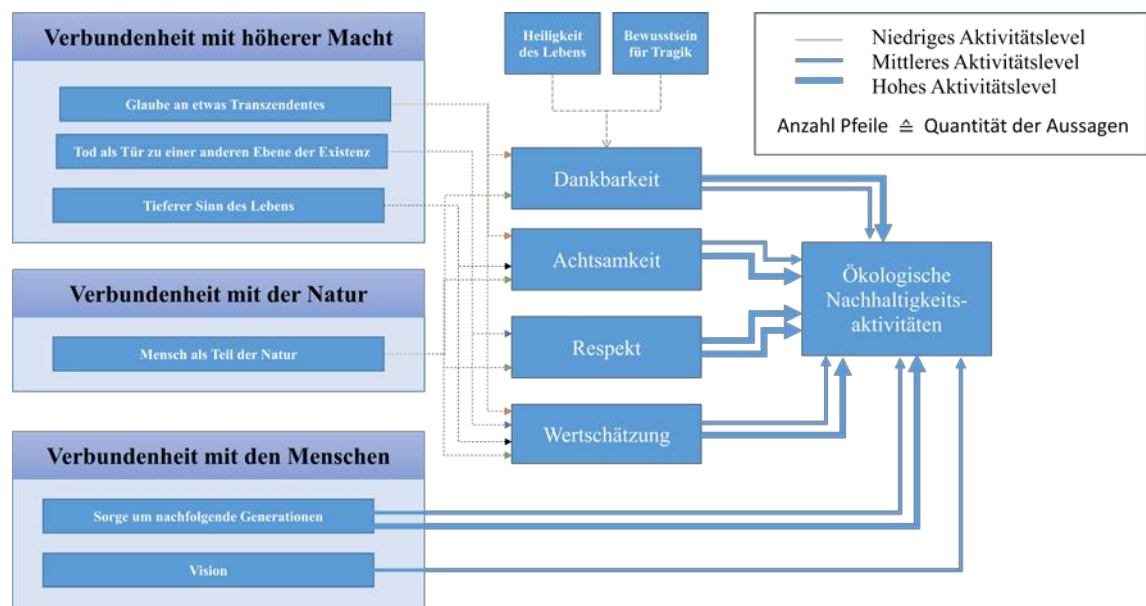 Verbundenheit mit höherer Macht
Glaube an etwas Transzendentes
Tod als Tür zu einer anderen Ebene der Existenz
Tieferer Sinn des Lebens
Verbundenheit mit der Natur
Mensch als Teil der Natur
Verbundenheit mit den Menschen
Sorge um nachfolgende Generationen
Vision
Heiligkeit
des Lebens
Bewusstsein
für Tragik
Dankbarkeit
Achtsamkeit
Respekt
Wertschätzung
Ökologische
Nachhaltigkeits-
aktivitäten
Niedriges Aktivitätslevel
Mittleres Aktivitätslevel
Hohes Aktivitätslevel
Anzahl Pfeile ≙ Quantität der Aussagen